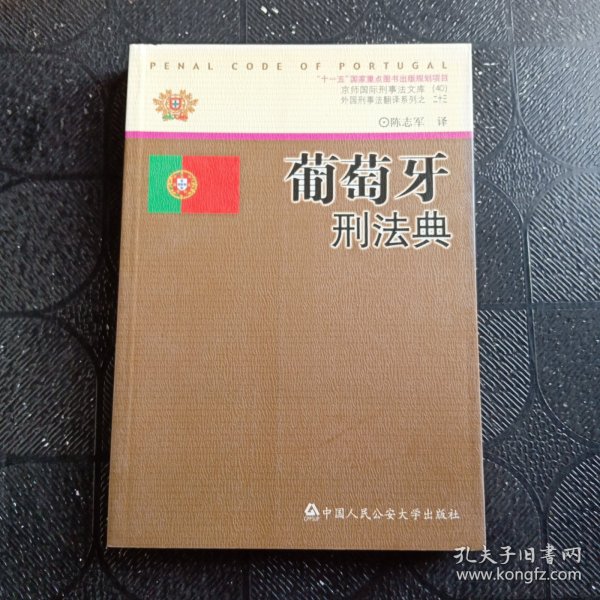 PENAL CODE OF PORTUGAL
"十一五"国家重点图书出版规划项目
京师国际刑事法文库(40)
外国刑事法翻译系列之 二十三
⊙陈志军 译
葡萄牙
刑法典
中国人民公安大学出版社
孔夫子旧书网
www.kongfz.com